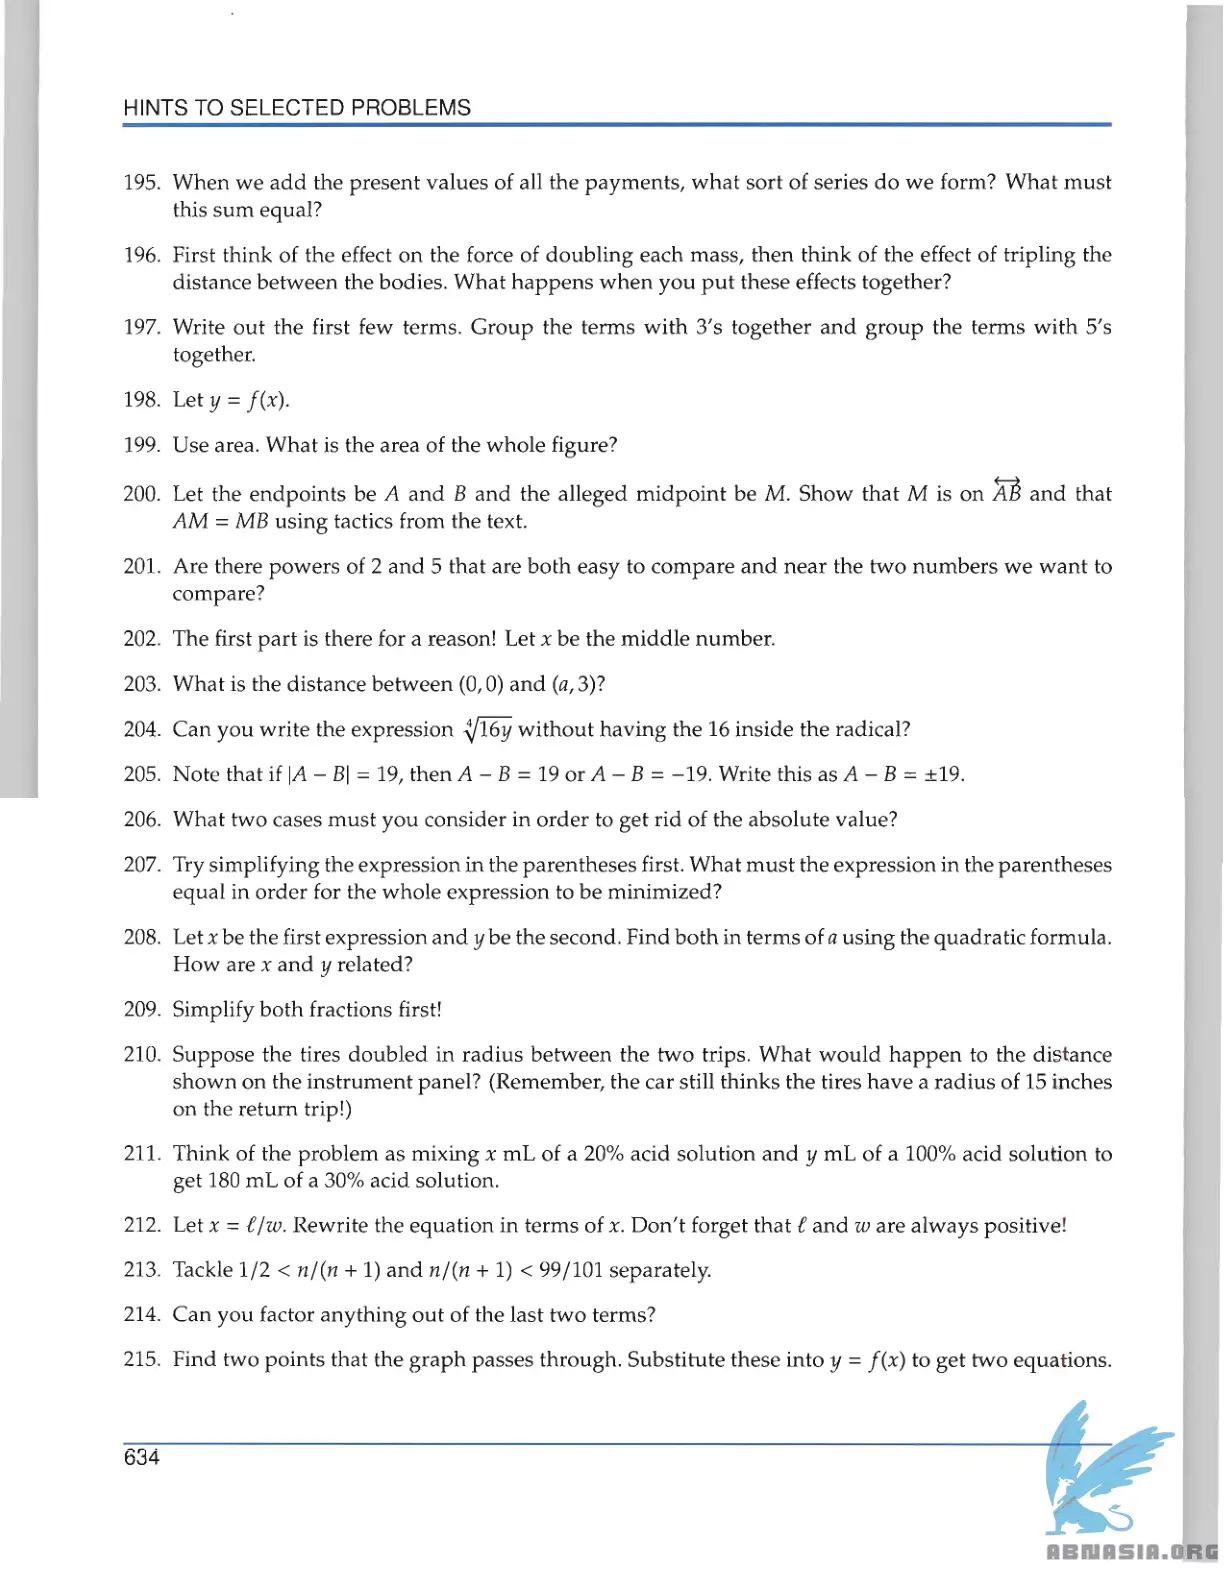 HINTS TO SELECTED PROBLEMS
195. When we add the present values of all the payments, what sort of series do we form? What must
this sum equal?
196. First think of the effect on the force of doubling each mass, then think of the effect of tripling the
distance between the bodies. What happens when you put these effects together?
197. Write out the first few terms. Group the terms with 3's together and group the terms with 5's
together.
198. Let y = f(x).
199. Use area. What is the area of the whole figure?
200. Let the endpoints be A and B and the alleged midpoint be M. Show that M is on \overleftrightarrow{AB} and that
AM = MB using tactics from the text.
201. Are there powers of 2 and 5 that are both easy to compare and near the two numbers we want to
compare?
202. The first part is there for a reason! Let x be the middle number.
203. What is the distance between (0,0) and (a,3)?
204. Can you write the expression ∜16y without having the 16 inside the radical?
205. Note that if |A − B| = 19, then A − B = 19 or A − B = −19. Write this as A − B = ±19.
206. What two cases must you consider in order to get rid of the absolute value?
207. Try simplifying the expression in the parentheses first. What must the expression in the parentheses
equal in order for the whole expression to be minimized?
208. Let x be the first expression and y be the second. Find both in terms of a using the quadratic formula.
How are x and y related?
209. Simplify both fractions first!
210. Suppose the tires doubled in radius between the two trips. What would happen to the distance
shown on the instrument panel? (Remember, the car still thinks the tires have a radius of 15 inches
on the return trip!)
211. Think of the problem as mixing x mL of a 20% acid solution and y mL of a 100% acid solution to
get 180 mL of a 30% acid solution.
212. Let x = ℓ/w. Rewrite the equation in terms of x. Don't forget that ℓ and w are always positive!
213. Tackle 1/2 < n/(n + 1) and n/(n + 1) < 99/101 separately.
214. Can you factor anything out of the last two terms?
215. Find two points that the graph passes through. Substitute these into y = f(x) to get two equations.
634
ABNASIA.ORG